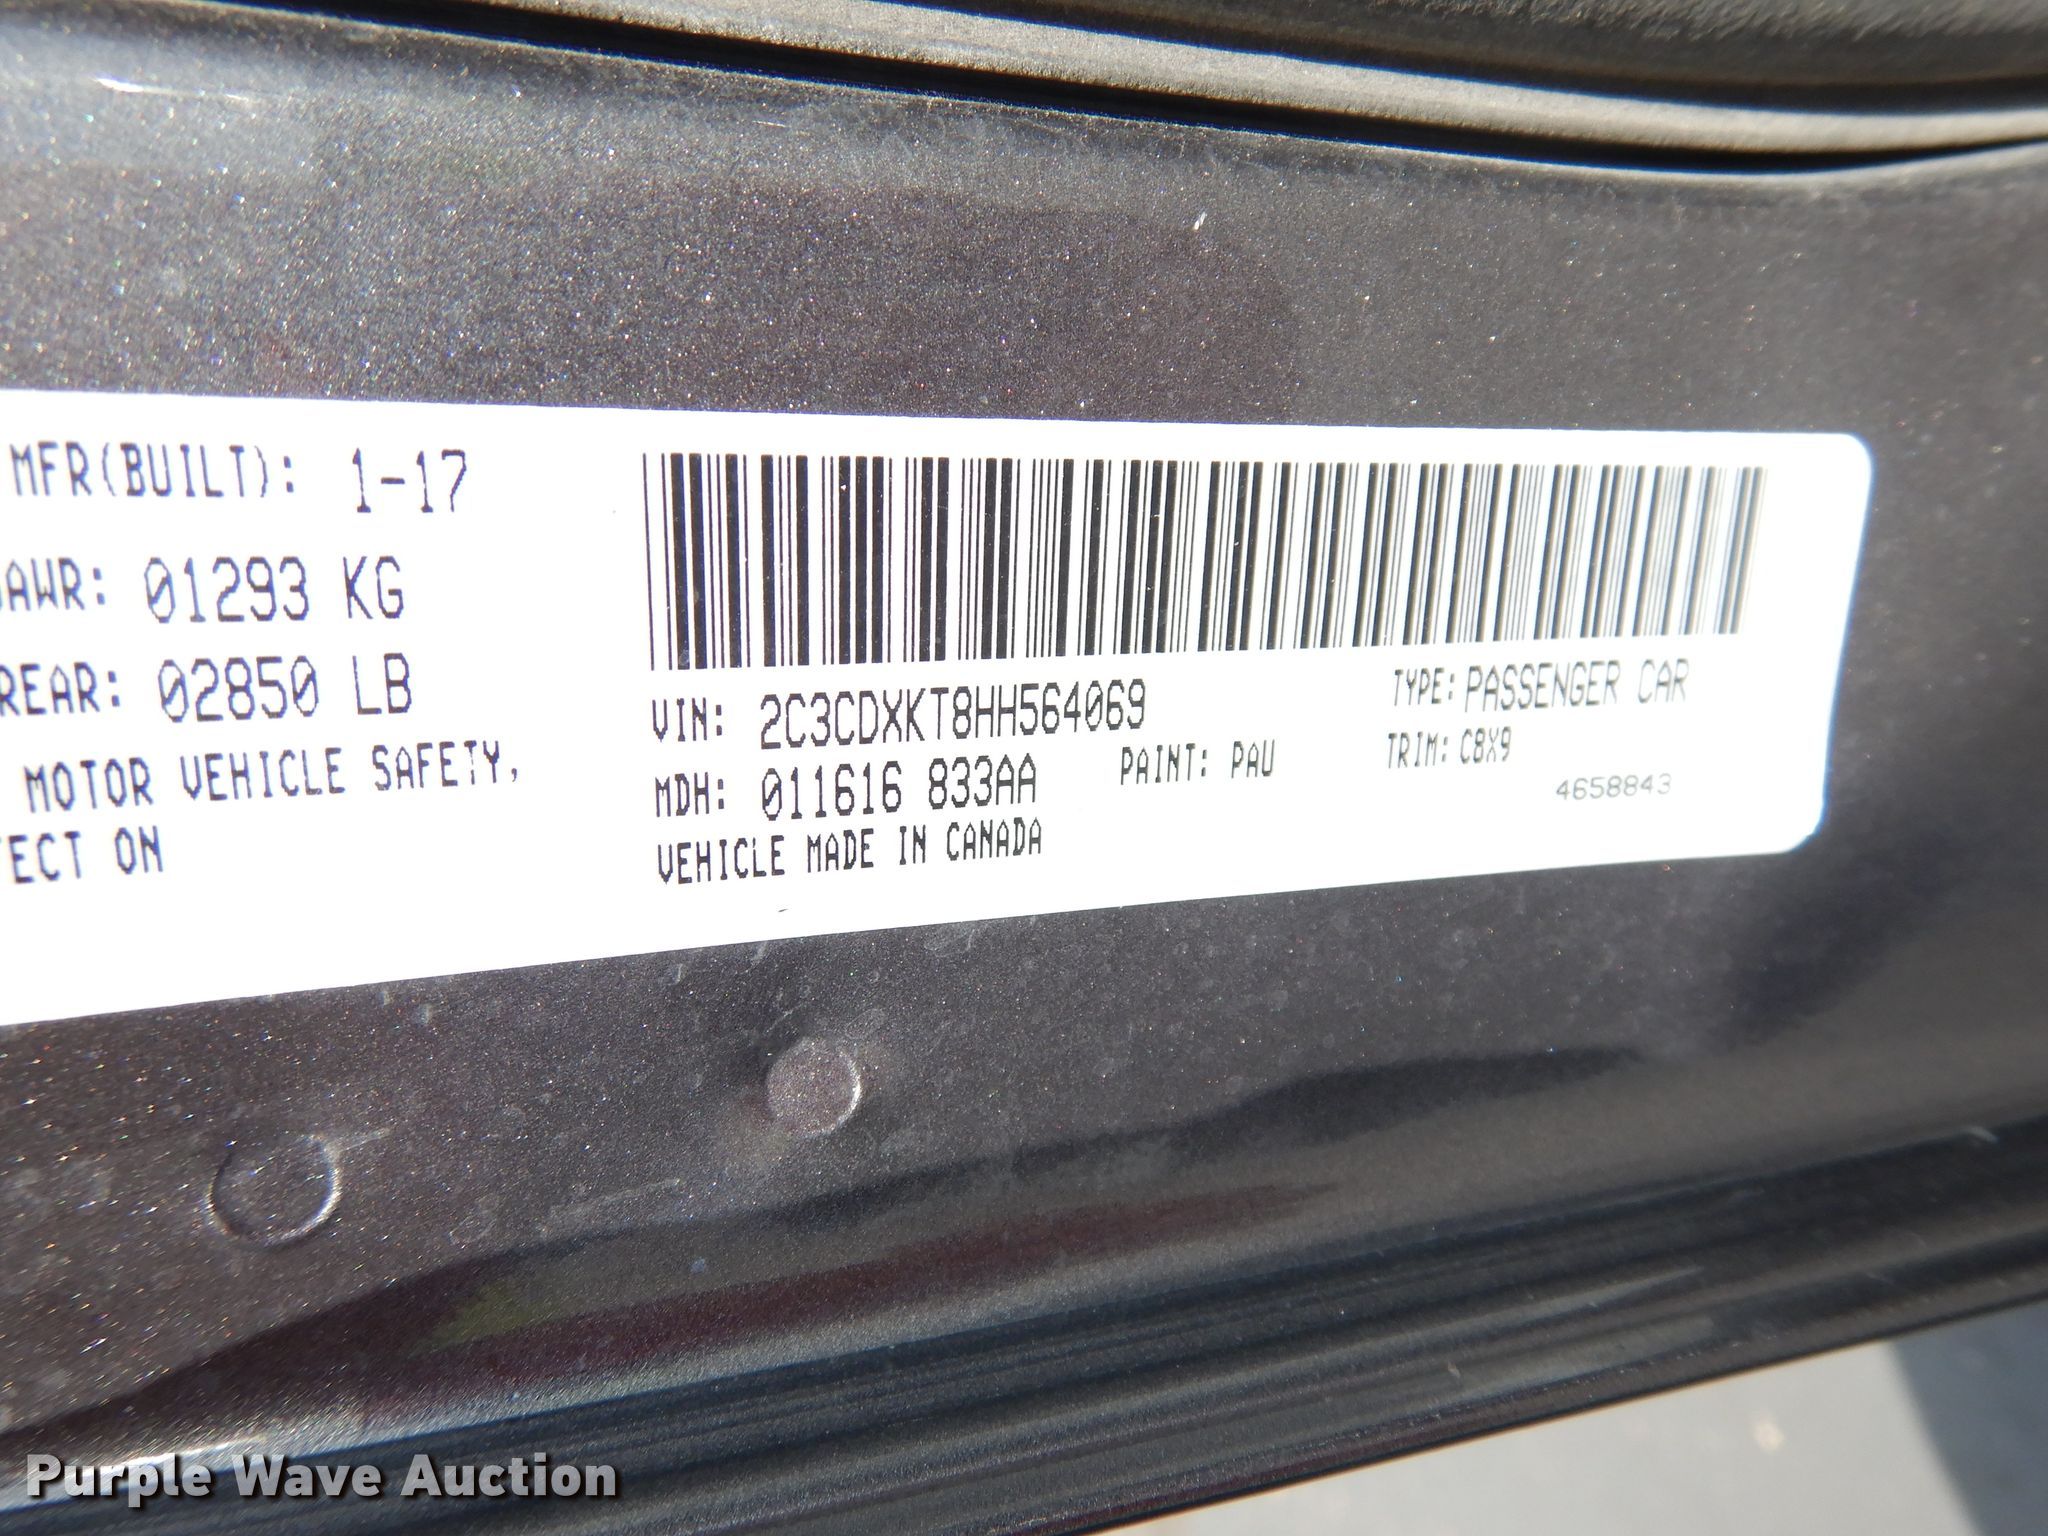 MFR(BUILT): 1-17
AWR: 01293 KG
REAR: 02850 LB
MOTOR VEHICLE SAFETY,
ECT ON
VIN: 2C3CDXKT8HH564069
TYPE: PASSENGER CAR
MDH: 011616 833AA
PAINT: PAU
TRIM: C8X9
VEHICLE MADE IN CANADA
4658843
Purple Wave Auction